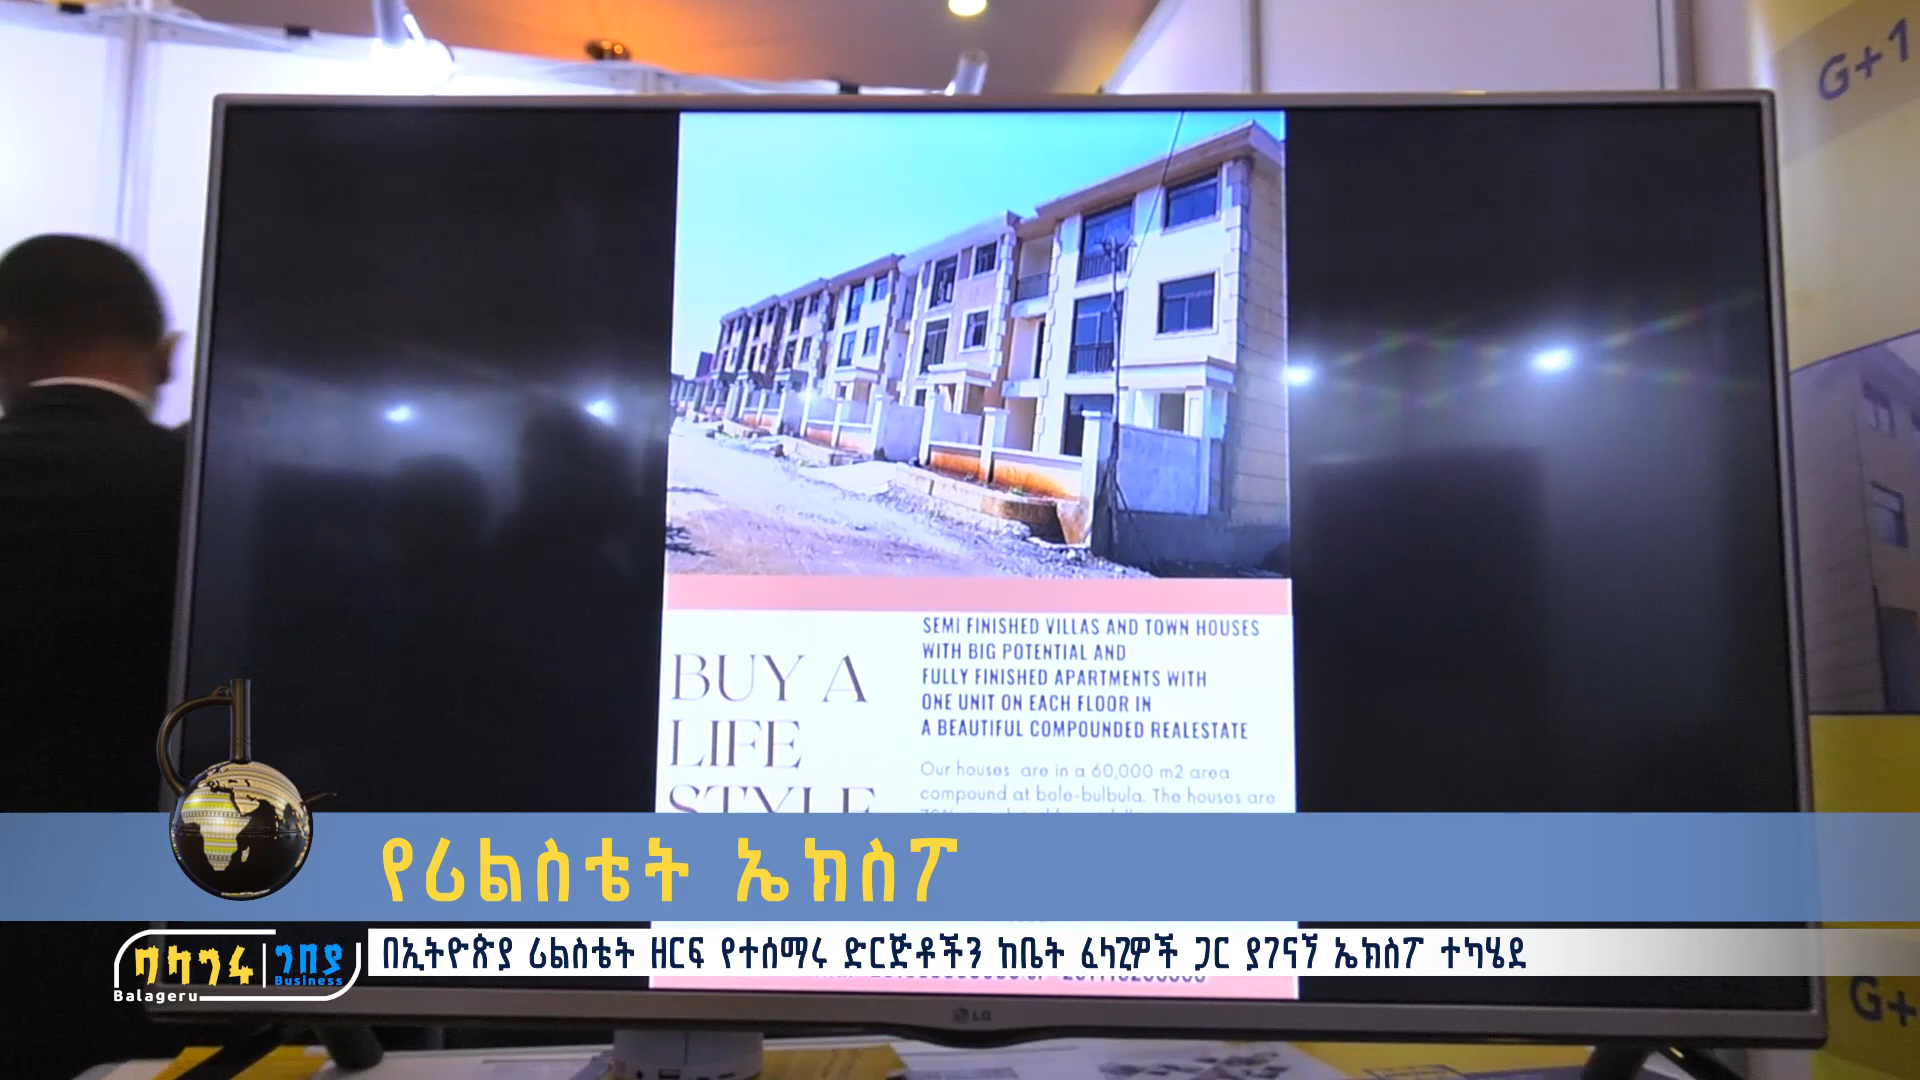 G+1
SEMI FINISHED VILLAS AND TOWN HOUSES
WITH BIG POTENTIAL AND
FULLY FINISHED APARTMENTS WITH
ONE UNIT ON EACH FLOOR IN
A BEAUTIFUL COMPOUNDED REALESTATE
BUY A
LIFE
STYLE
Our houses are in a 60,000 m2 area
compound at bole-bulbula. The houses are
የሪልስቴት ኤክስፖ
ባላገሩ ገበያ
Balageru Business
በኢትዮጵያ ሪልስቴት ዘርፍ የተሰማሩ ድርጅቶችን ከቤት ፈላጊዎች ጋር ያገናኘ ኤክስፖ ተካሄደ
LG
G+